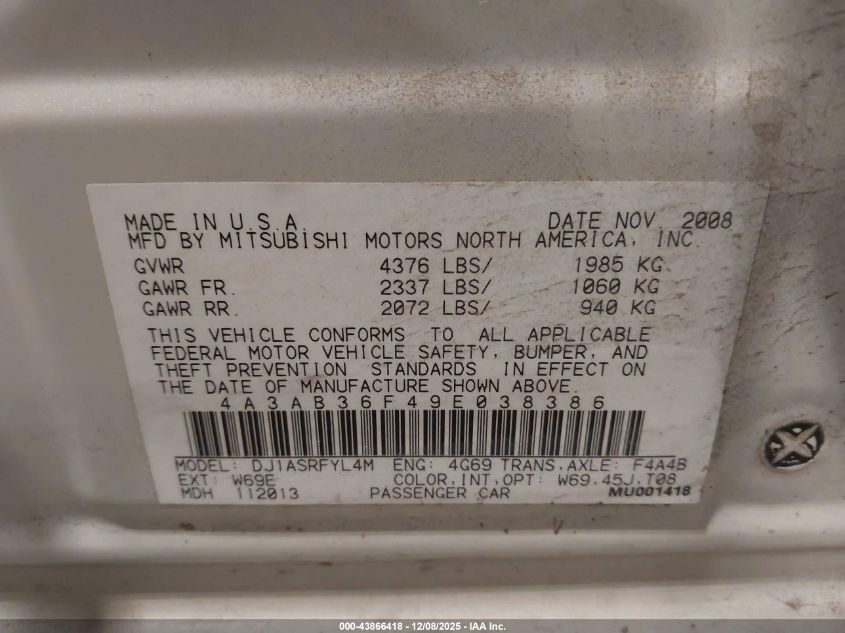 MADE IN U.S.A. DATE NOV, 2008
MFD BY MITSUBISHI MOTORS NORTH AMERICA, INC.
GVWR 4376 LBS/ 1985 KG
GAWR FR. 2337 LBS/ 1060 KG
GAWR RR. 2072 LBS/ 940 KG
THIS VEHICLE CONFORMS TO ALL APPLICABLE
FEDERAL MOTOR VEHICLE SAFETY, BUMPER, AND
THEFT PREVENTION STANDARDS IN EFFECT ON
THE DATE OF MANUFACTURE SHOWN ABOVE.
4A3AB36F49E038386
MODEL: DJ1ASRFYL4M ENG: 4G69 TRANS,AXLE: F4A4B
EXT: W69E COLOR,INT,OPT: W69,45J,T08
MDH 112013 PASSENGER CAR MU001418
000-43866418 - 12/08/2025 - IAA Inc.